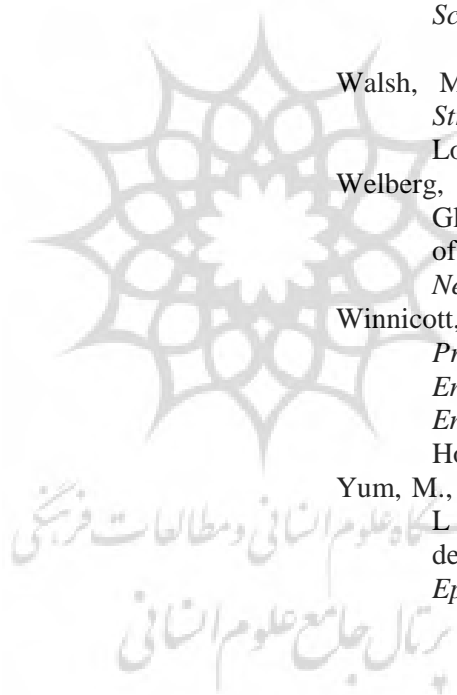 Sc
Walsh, M
St
Lo
Welberg,
Gl
of
Ne
Winnicott,
Pr
En
En
Ho
Yum, M.,
گاه علوم انسانی و مطالعات فرهنگی
L
de
Ep
پرتال جامع علوم انسانی